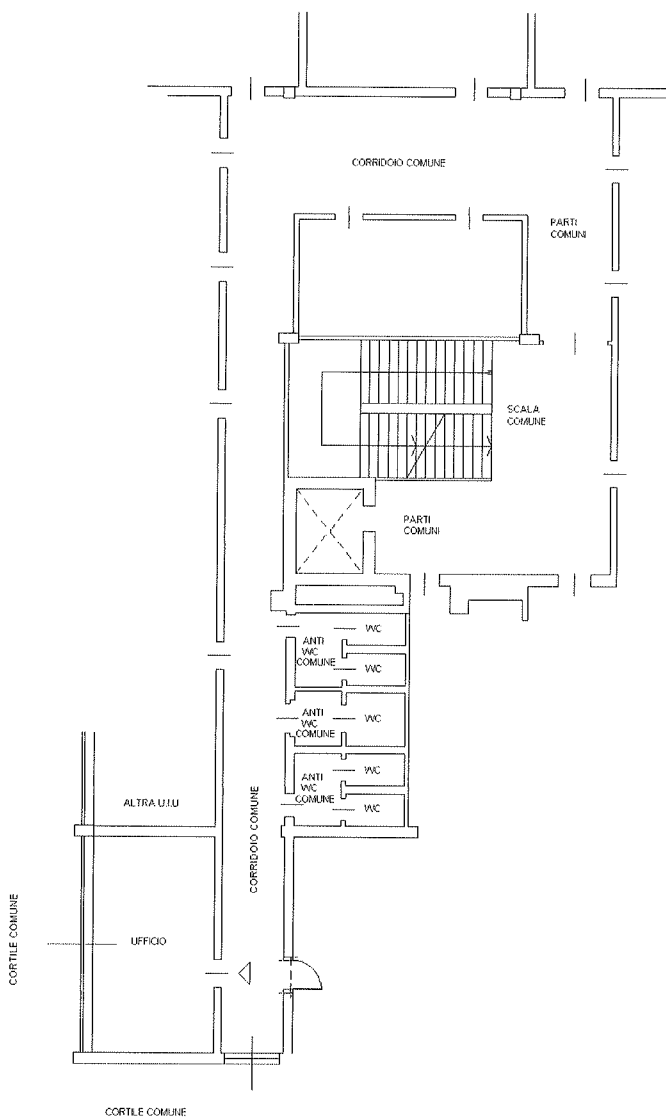 CORRIDOIO COMUNE
PARTI
COMUNI
SCALA
COMUNE
PARTI
COMUNI
WC
ANTI
WC
COMUNE
WC
ANTI
WC
COMUNE
WC
WC
ANTI
WC
COMUNE
WC
ALTRA U.I.U
CORRIDOIO COMUNE
UFFICIO
CORTILE COMUNE
CORTILE COMUNE